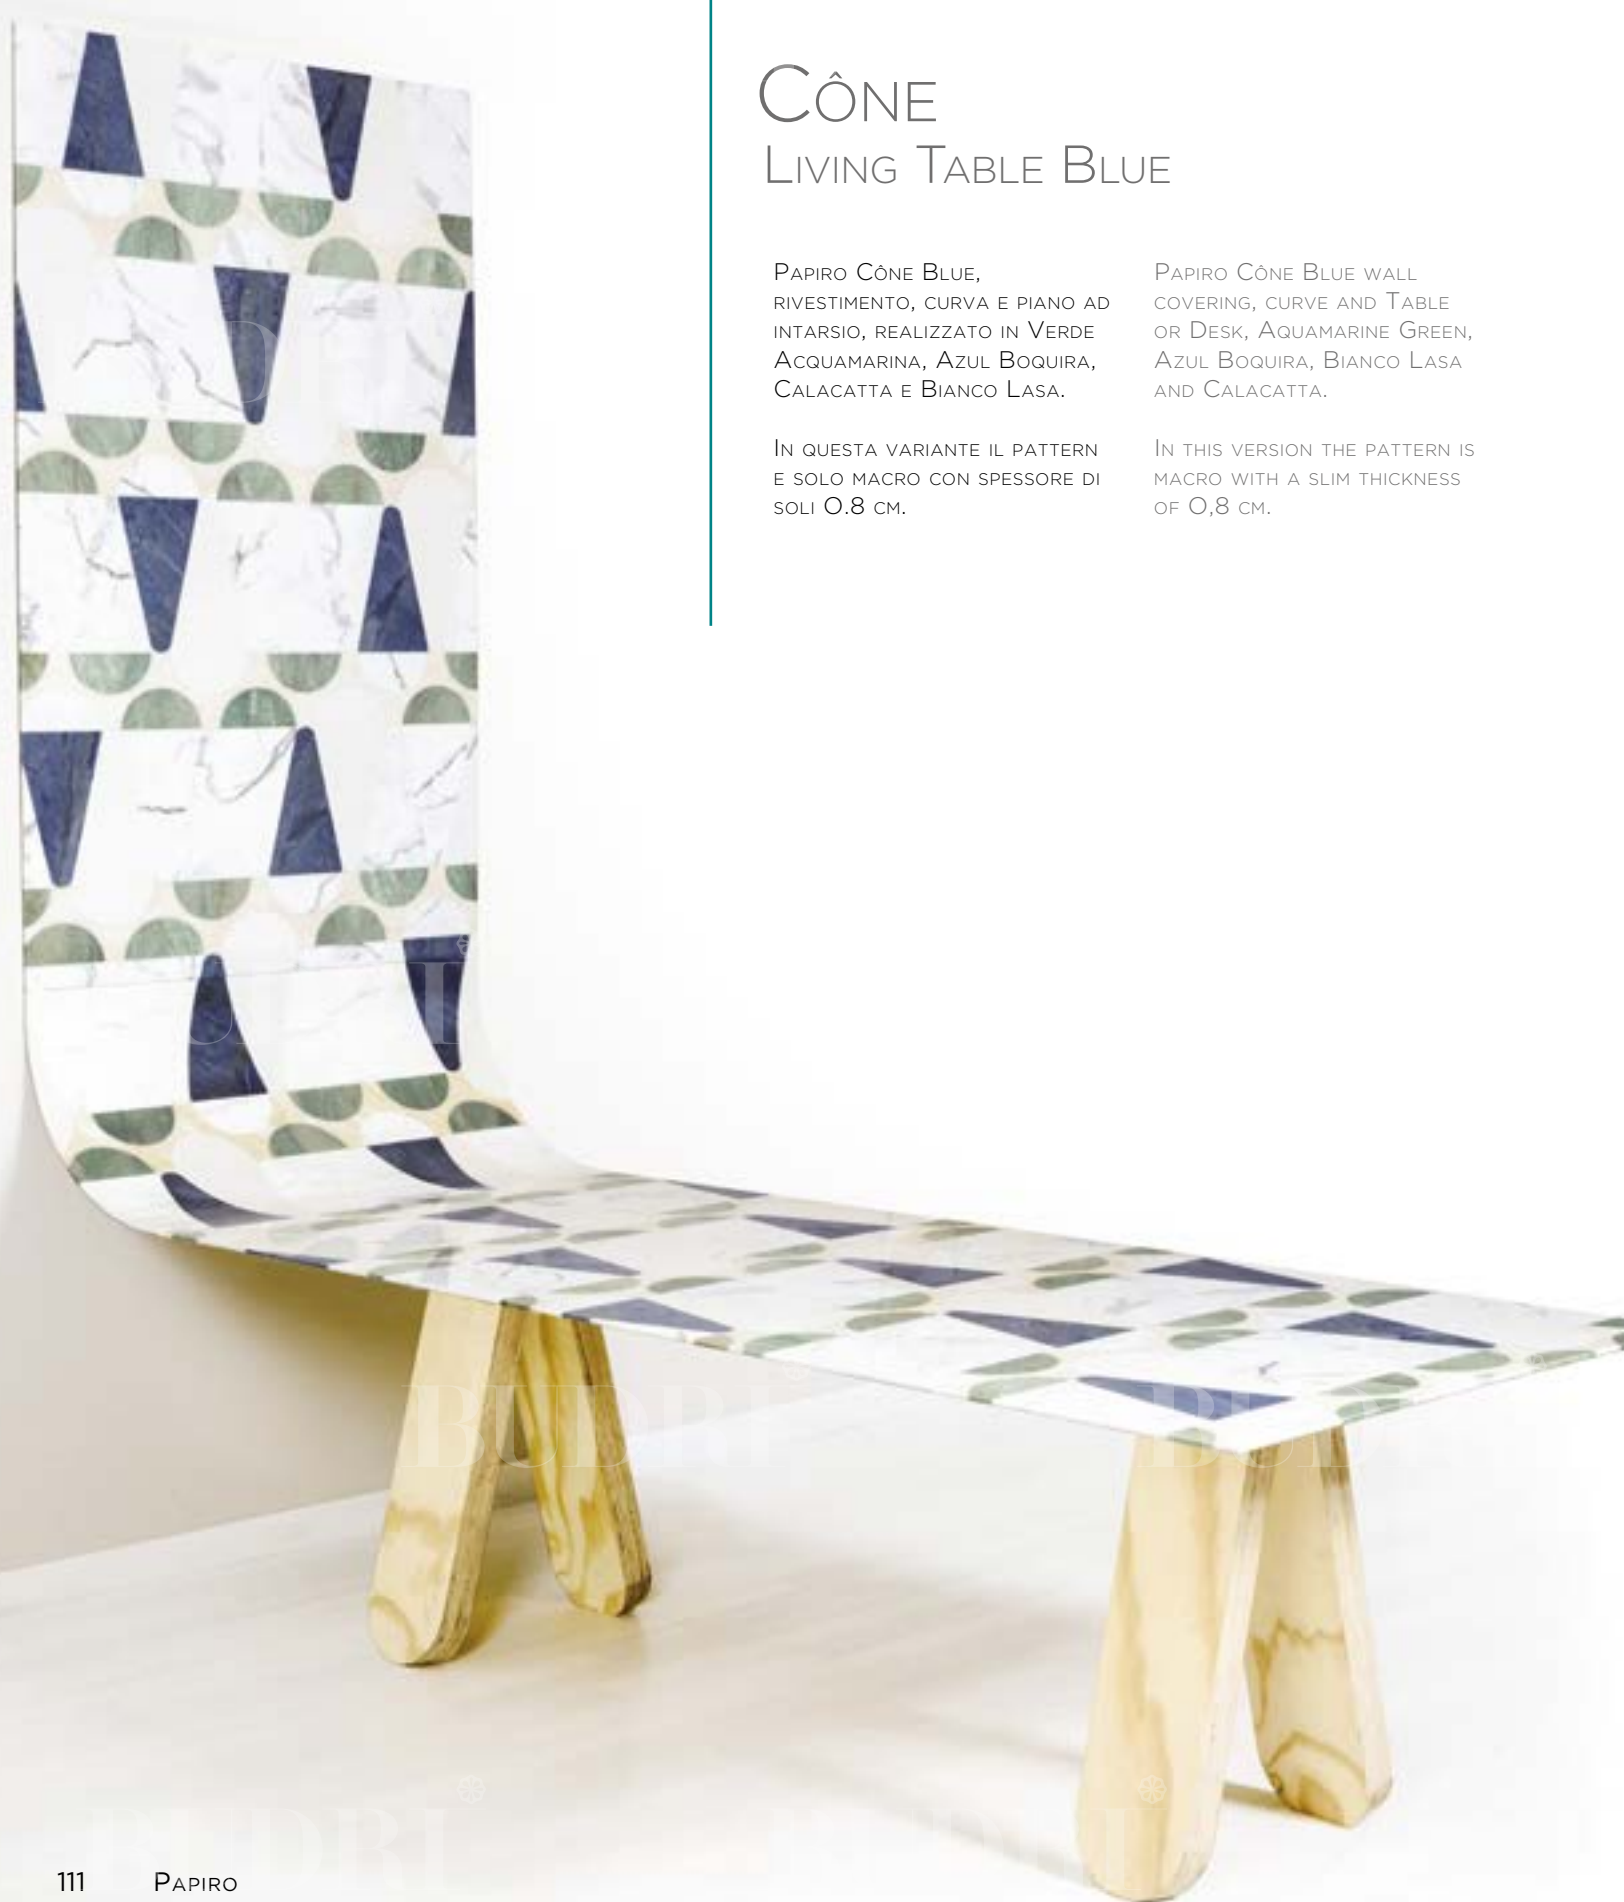 Cône
Living Table Blue
Papiro Cône Blue,
rivestimento, curva e piano ad
intarsio, realizzato in Verde
Acquamarina, Azul Boquira,
Calacatta e Bianco Lasa.
In questa variante il pattern
e solo macro con spessore di
soli 0.8 cm.
Papiro Cône Blue wall
covering, curve and Table
or Desk, Aquamarine Green,
Azul Boquira, Bianco Lasa
and Calacatta.
In this version the pattern is
macro with a slim thickness
of 0,8 cm.
BUDRI
BUDRI
BUDRI
111 Papiro